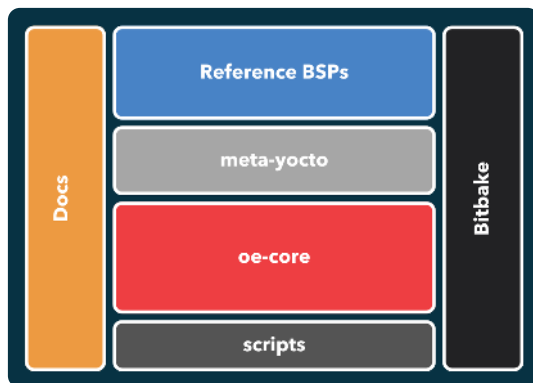 Docs
Reference BSPs
meta-yocto
oe-core
scripts
Bitbake